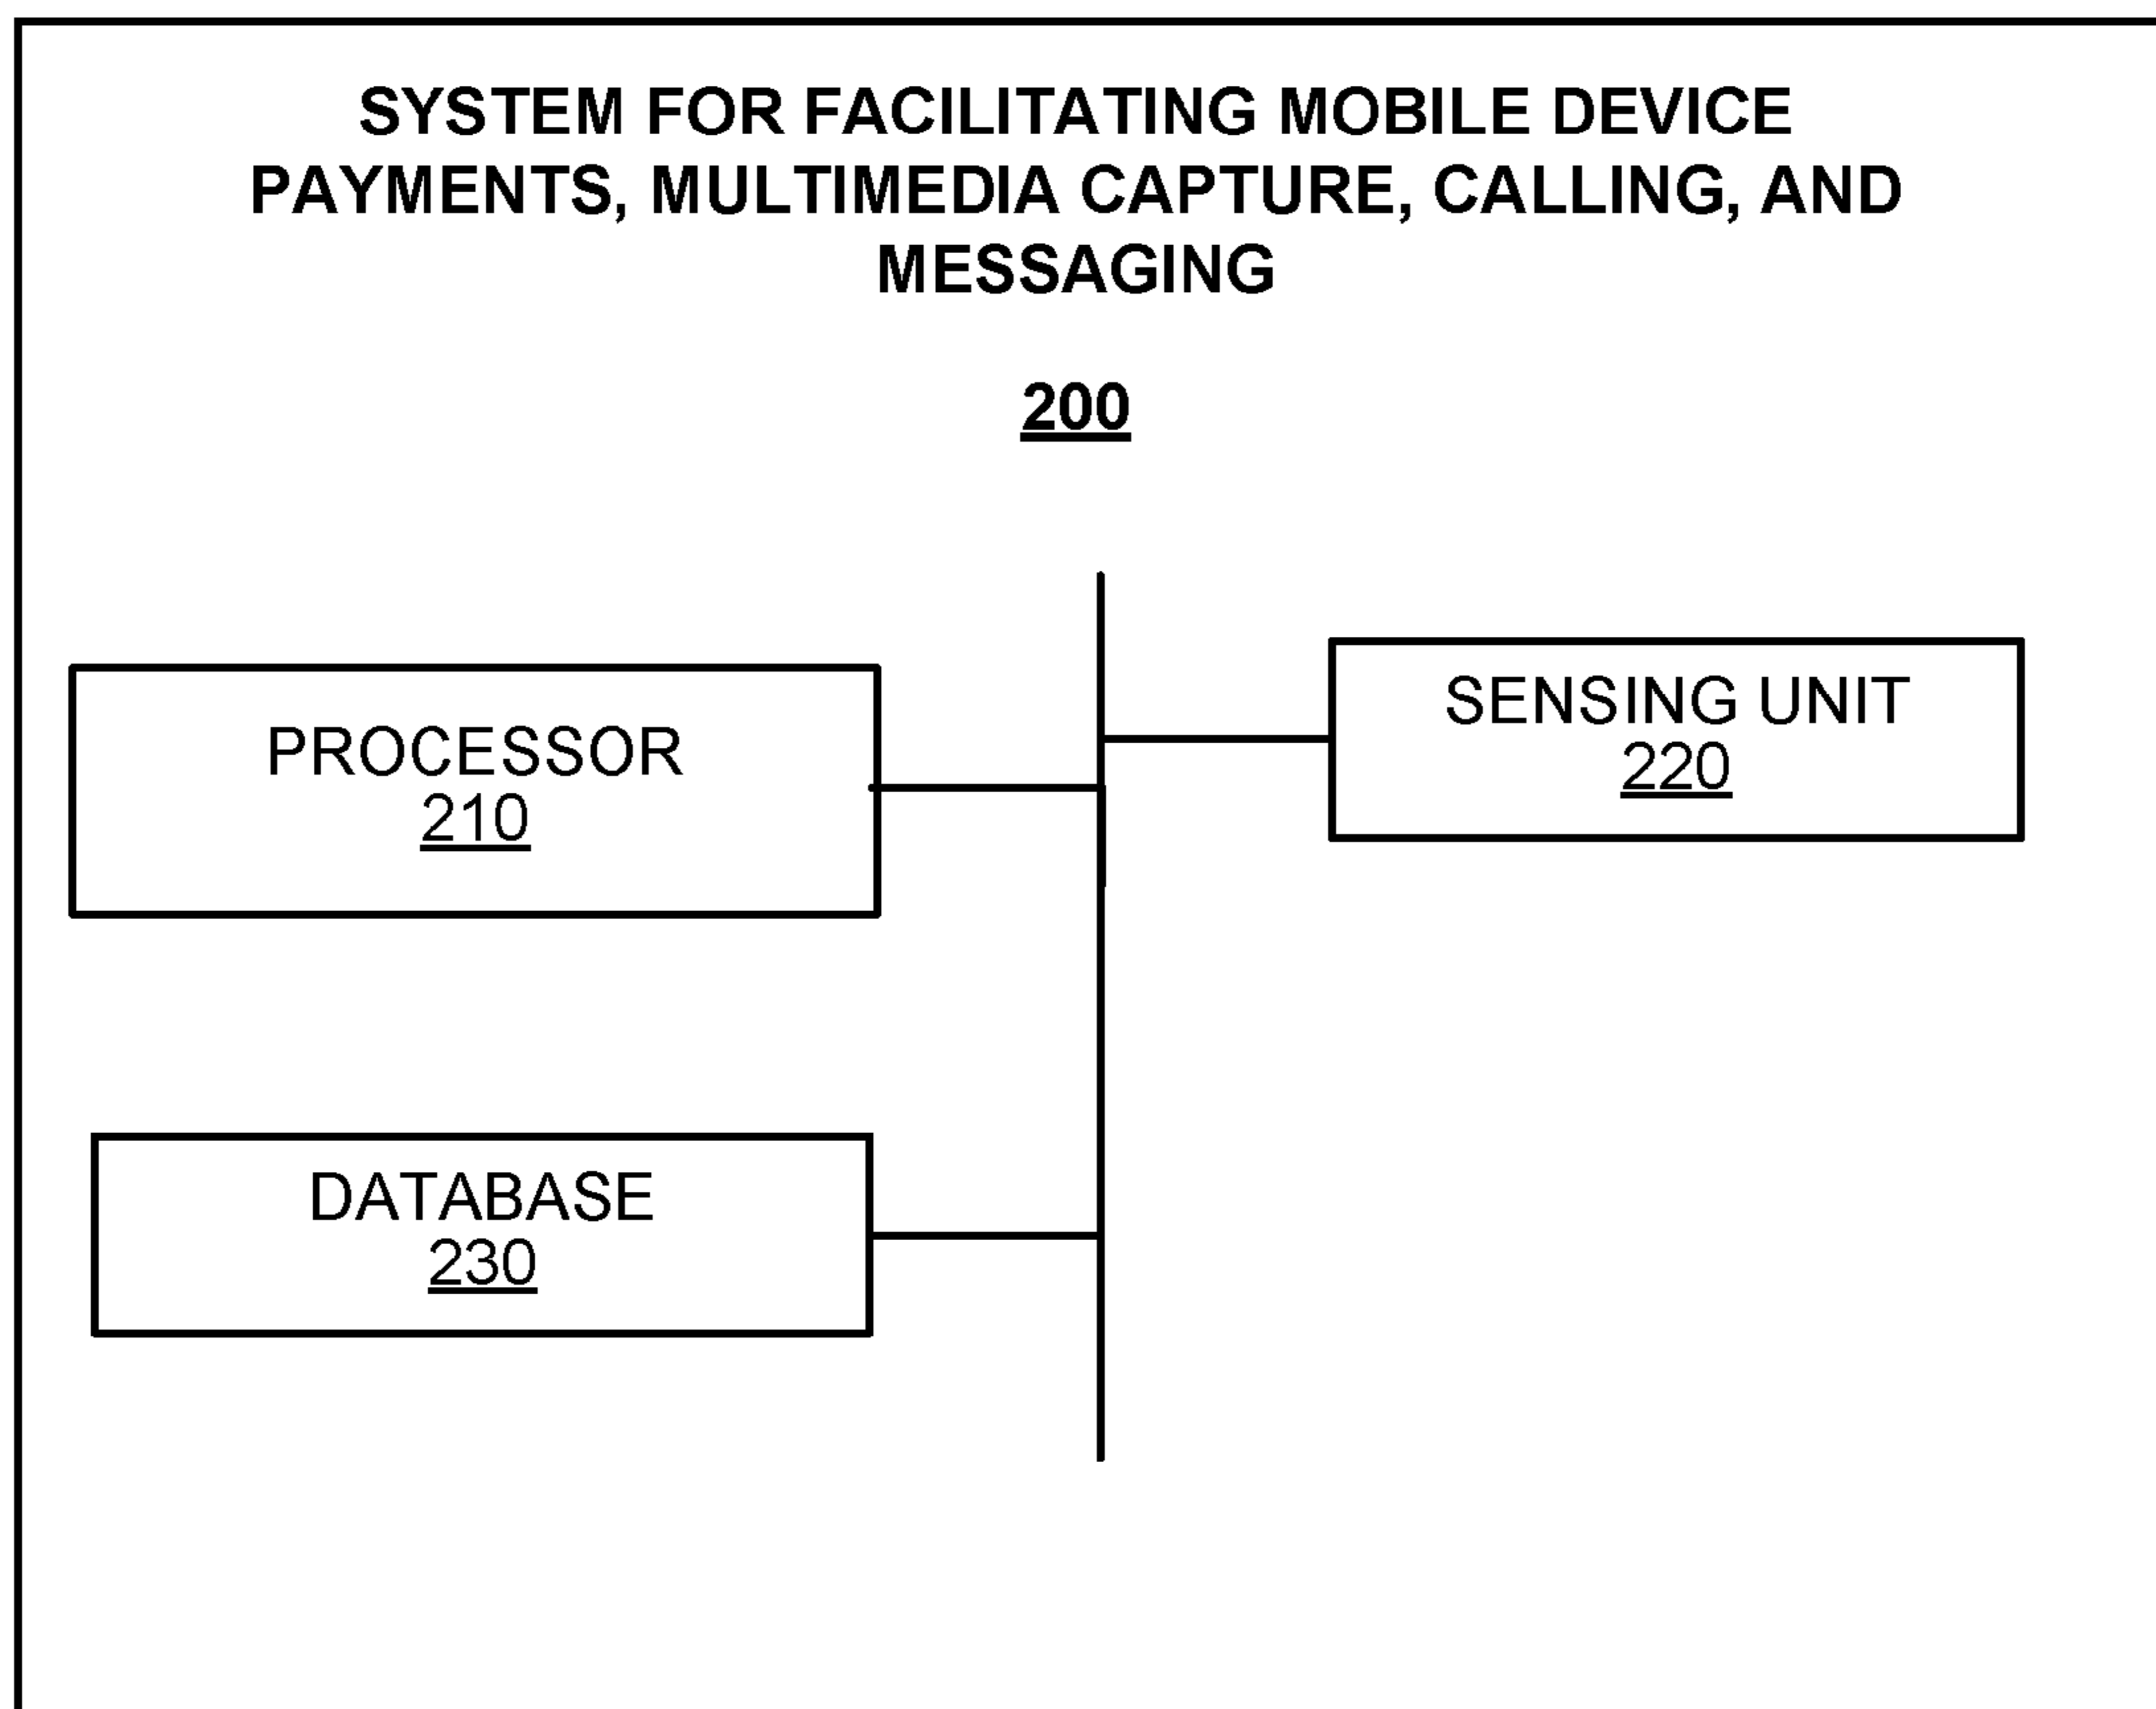 SYSTEM FOR FACILITATING MOBILE DEVICE
PAYMENTS, MULTIMEDIA CAPTURE, CALLING, AND
MESSAGING
200
PROCESSOR
210
SENSING UNIT
220
DATABASE
230